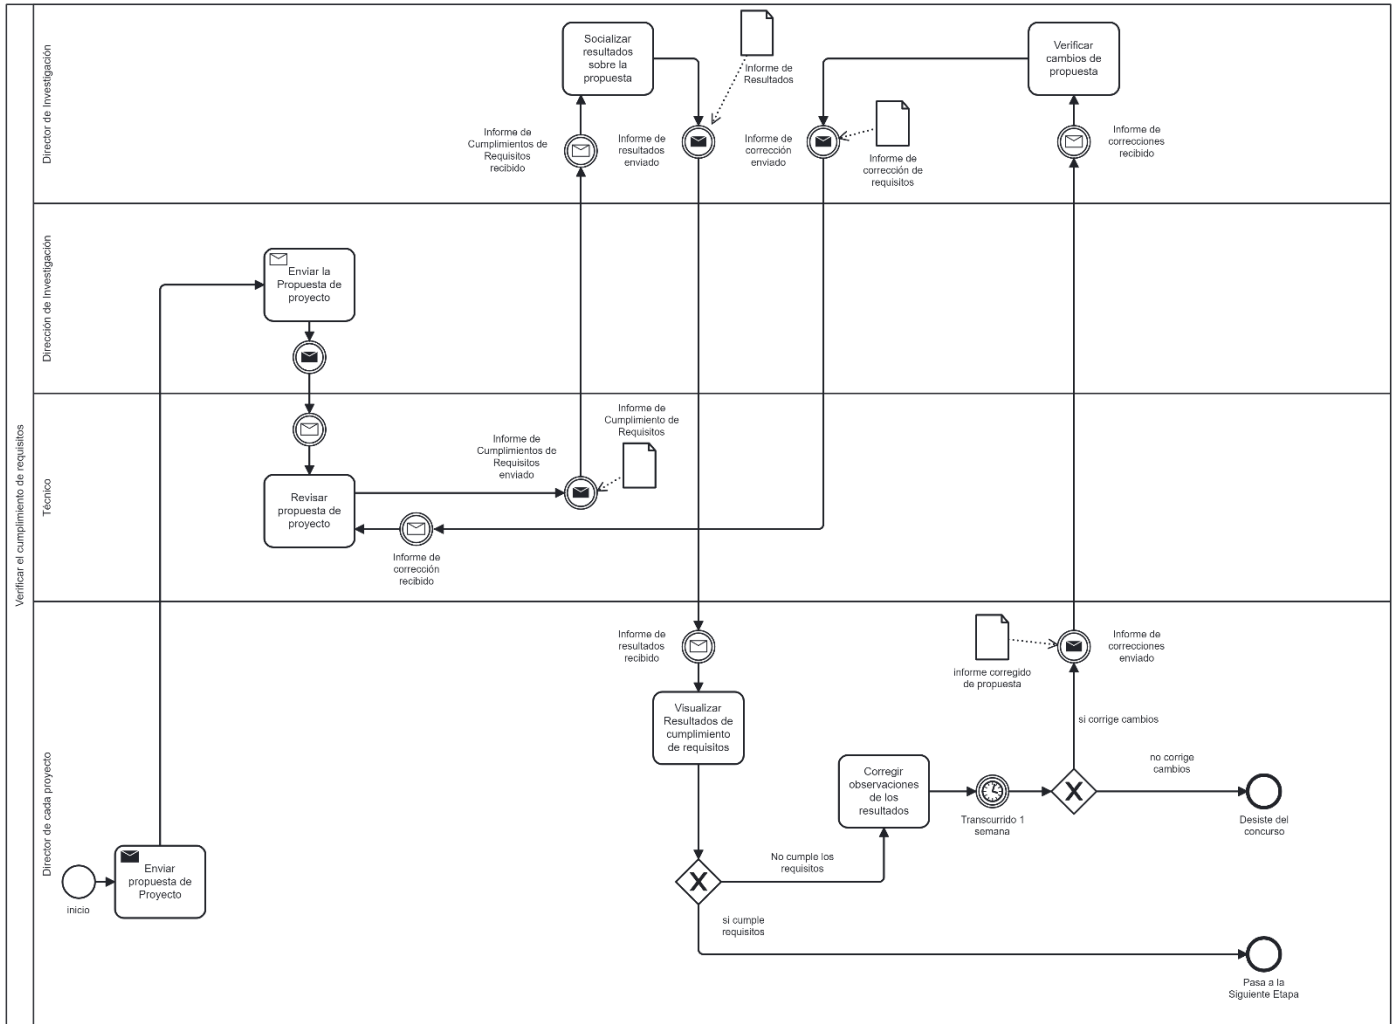 Verificar el cumplimiento de requisitos
Director de Investigación
Socializar
resultados
sobre la
propuesta
Informe de
Resultados
Verificar
cambios de
propuesta
Informe de
Cumplimientos de
Requisitos
recibido
Informe de
resultados
enviado
Informe de
corrección
enviado
Informe de
corrección de
requisitos
Informe de
correcciones
recibido
Dirección de Investigación
Enviar la
Propuesta de
proyecto
Técnico
Revisar
propuesta de
proyecto
Informe de
Cumplimientos de
Requisitos
enviado
Informe de
Cumplimiento de
Requisitos
Informe de
corrección
recibido
Director de cada proyecto
inicio
Enviar
propuesta de
Proyecto
Informe de
resultados
recibido
Visualizar
Resultados de
cumplimiento
de requisitos
No cumple los
requisitos
si cumple
requisitos
Corregir
observaciones
de los
resultados
Transcurrido 1
semana
informe corregido
de propuesta
Informe de
correcciones
enviado
si corrige cambios
no corrige
cambios
Desiste del
concurso
Pasa a la
Siguiente Etapa